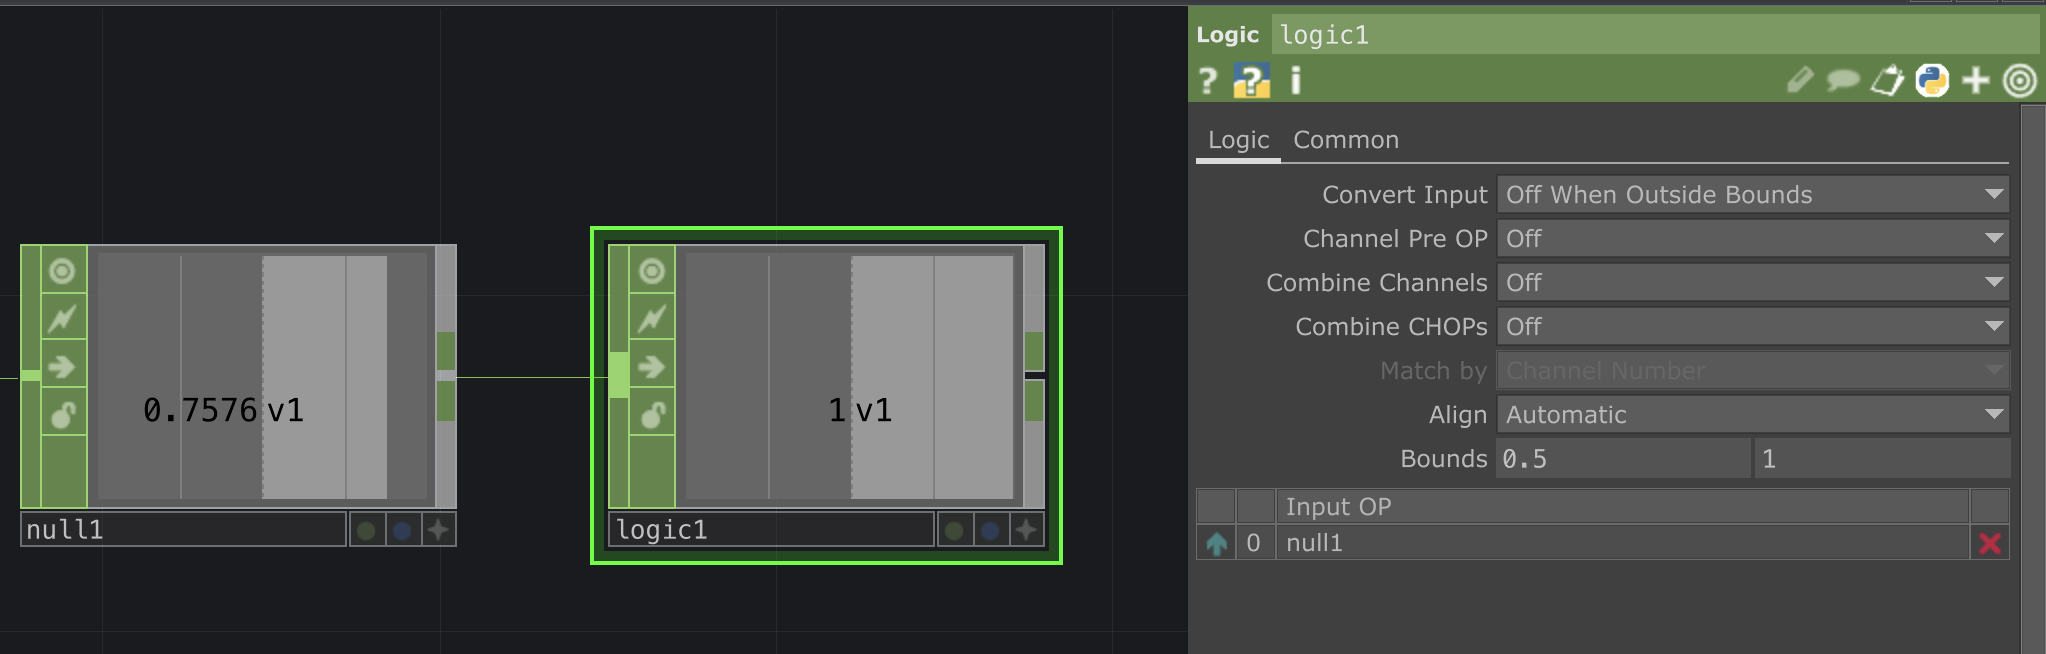 Logic logic1
? ? i
Logic Common
Convert Input Off When Outside Bounds
Channel Pre OP Off
Combine Channels Off
Combine CHOPs Off
Match by Channel Number
Align Automatic
Bounds 0.5 1
Input OP
0 null1
0.7576 v1
null1
1 v1
logic1